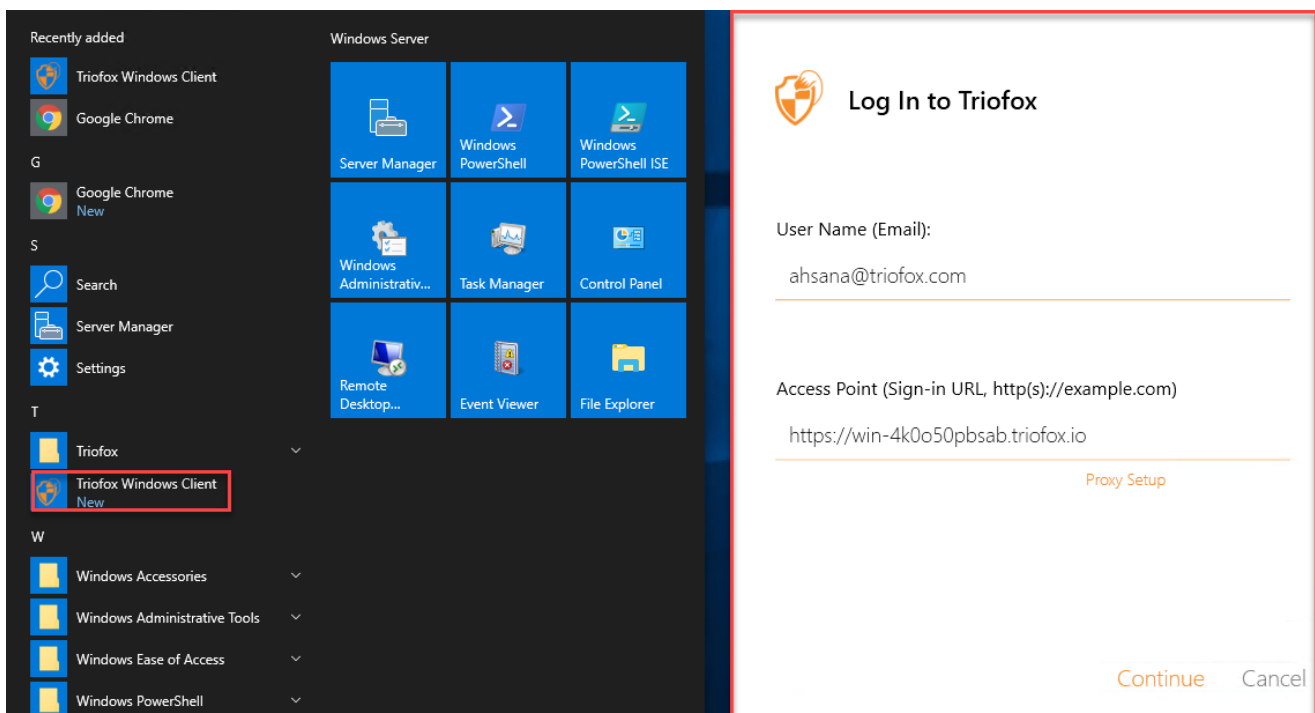 Recently added
Triofox Windows Client
Google Chrome
G
Google Chrome
New
S
Search
Server Manager
Settings
T
Triofox
Triofox Windows Client
New
W
Windows Accessories
Windows Administrative Tools
Windows Ease of Access
Windows PowerShell
Windows Server
Server Manager
Windows
PowerShell
Windows
PowerShell ISE
Windows
Administrativ...
Task Manager
Control Panel
Remote
Desktop...
Event Viewer
File Explorer
Log In to Triofox
User Name (Email):
ahsana@triofox.com
Access Point (Sign-in URL, http(s)://example.com)
https://win-4k0o50pbsab.triofox.io
Proxy Setup
Continue
Cancel